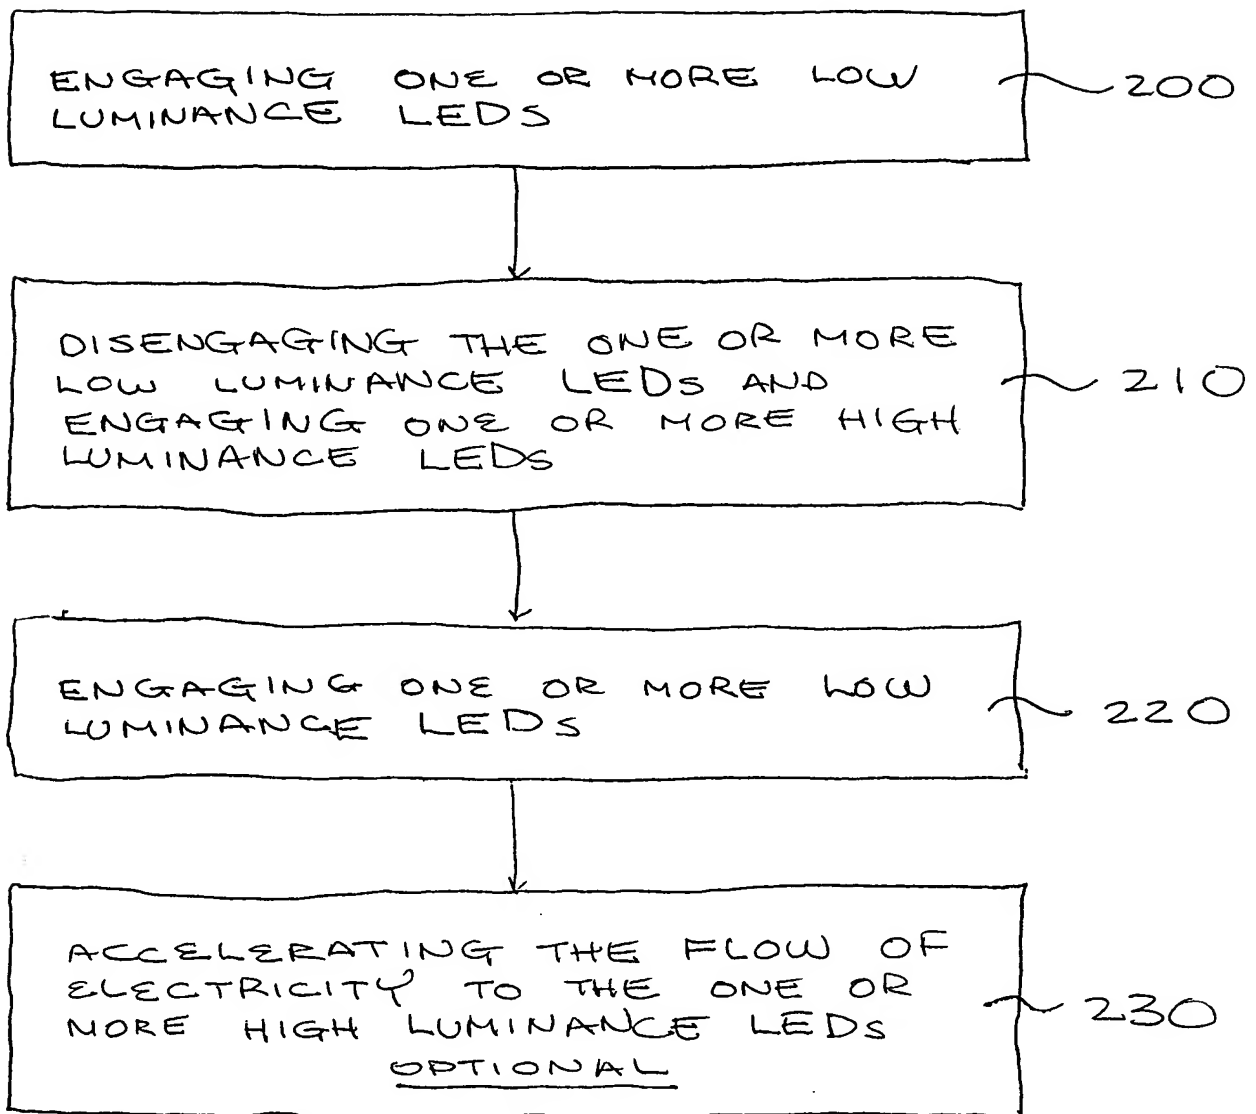 ENGAGING ONE OR MORE LOW
LUMINANCE LEDS
200
DISENGAGING THE ONE OR MORE
LOW LUMINANCE LEDS AND
ENGAGING ONE OR MORE HIGH
LUMINANCE LEDS
210
ENGAGING ONE OR MORE LOW
LUMINANCE LEDS
220
ACCELERATING THE FLOW OF
ELECTRICITY TO THE ONE OR
MORE HIGH LUMINANCE LEDS
OPTIONAL
230